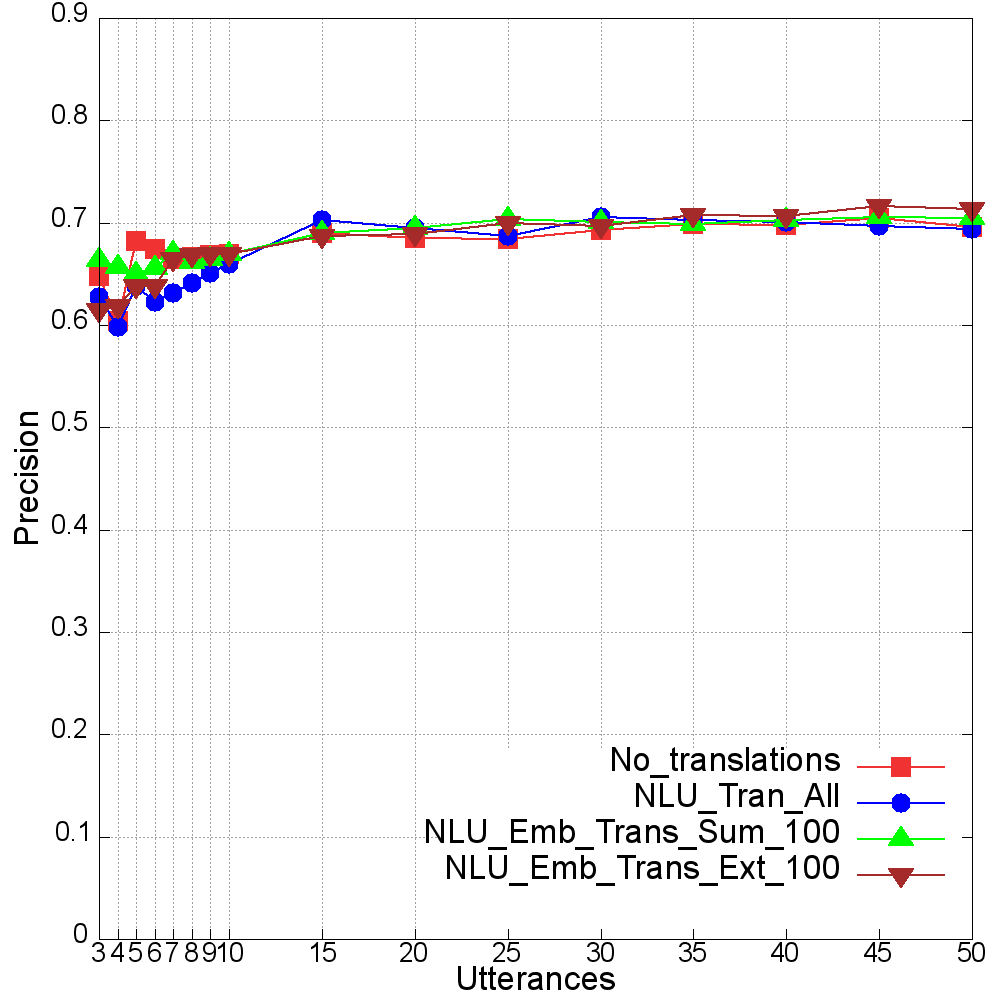 0.9
0.8
0.7
0.6
0.5
0.4
0.3
0.2
0.1
0
Precision
No_translations
NLU_Tran_All
NLU_Emb_Trans_Sum_100
NLU_Emb_Trans_Ext_100
3 4 5 6 7 8 9 10 15 20 25 30 35 40 45 50
Utterances